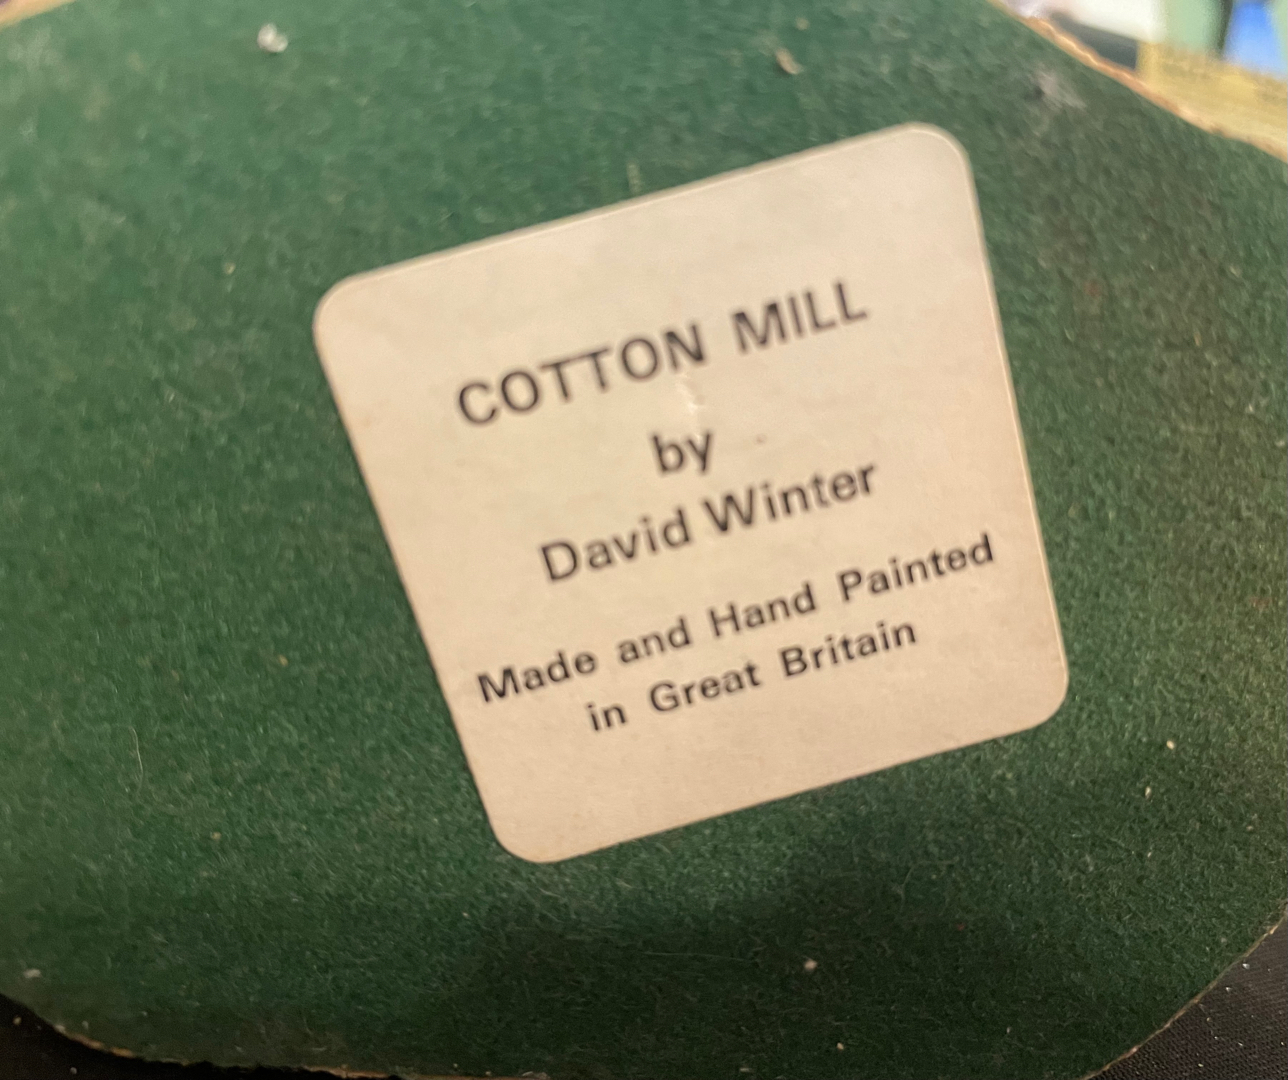 COTTON MILL
by
David Winter
Made and Hand Painted
in Great Britain